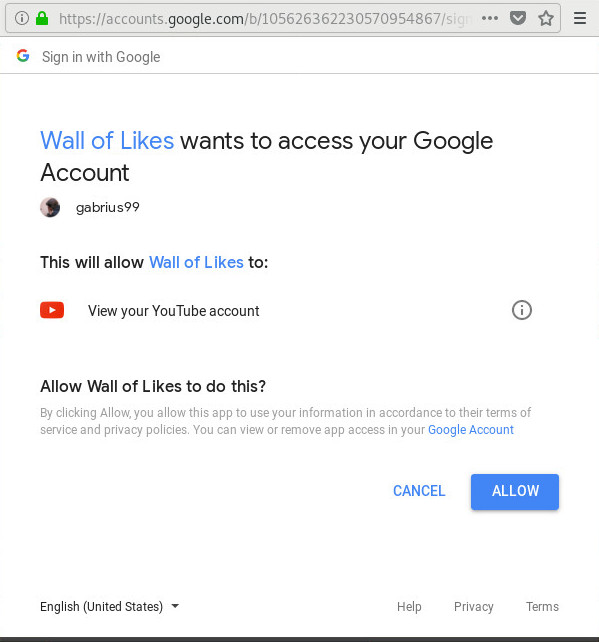 https://accounts.google.com/b/105626362230570954867/sign
Sign in with Google
Wall of Likes wants to access your Google
Account
gabrius99
This will allow Wall of Likes to:
View your YouTube account
Allow Wall of Likes to do this?
By clicking Allow, you allow this app to use your information in accordance to their terms of
service and privacy policies. You can view or remove app access in your Google Account
CANCEL
ALLOW
English (United States)
Help
Privacy
Terms